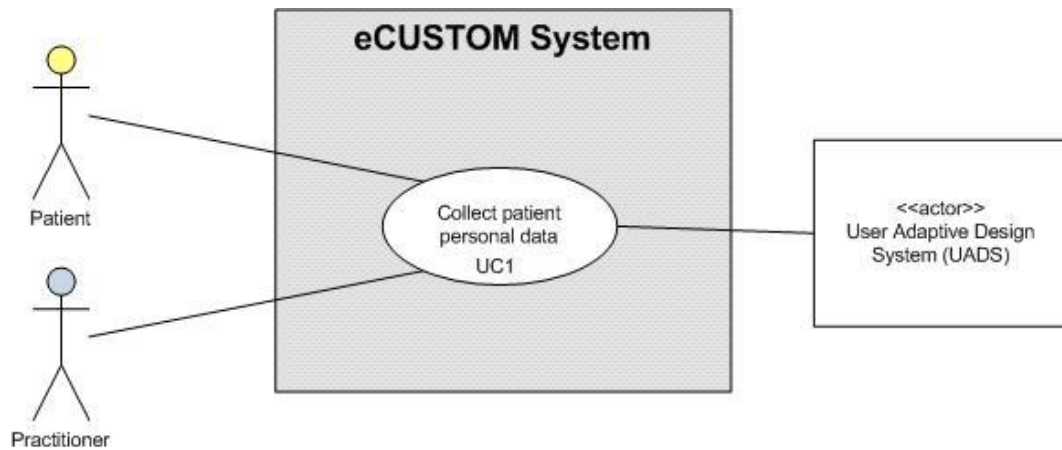 eCUSTOM System
Patient
Collect patient
personal data
UC1
<<actor>>
User Adaptive Design
System (UADS)
Practitioner